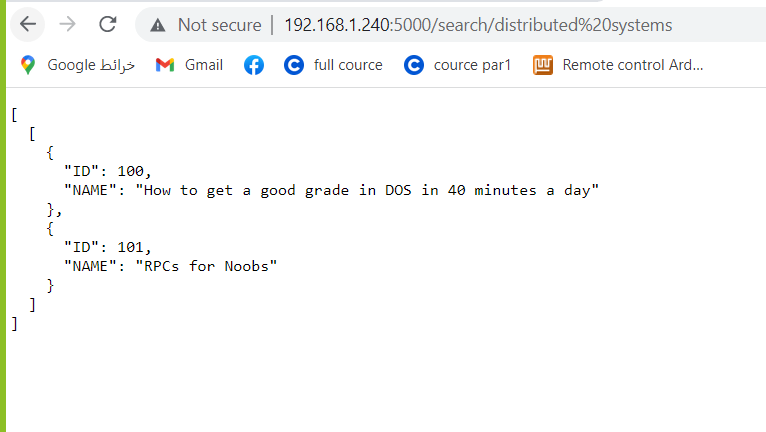 Not secure | 192.168.1.240:5000/search/distributed%20systems
خرائط Google Gmail full cource cource par1 Remote control Ard...
[
[
{
"ID": 100,
"NAME": "How to get a good grade in DOS in 40 minutes a day"
},
{
"ID": 101,
"NAME": "RPCs for Noobs"
}
]
]